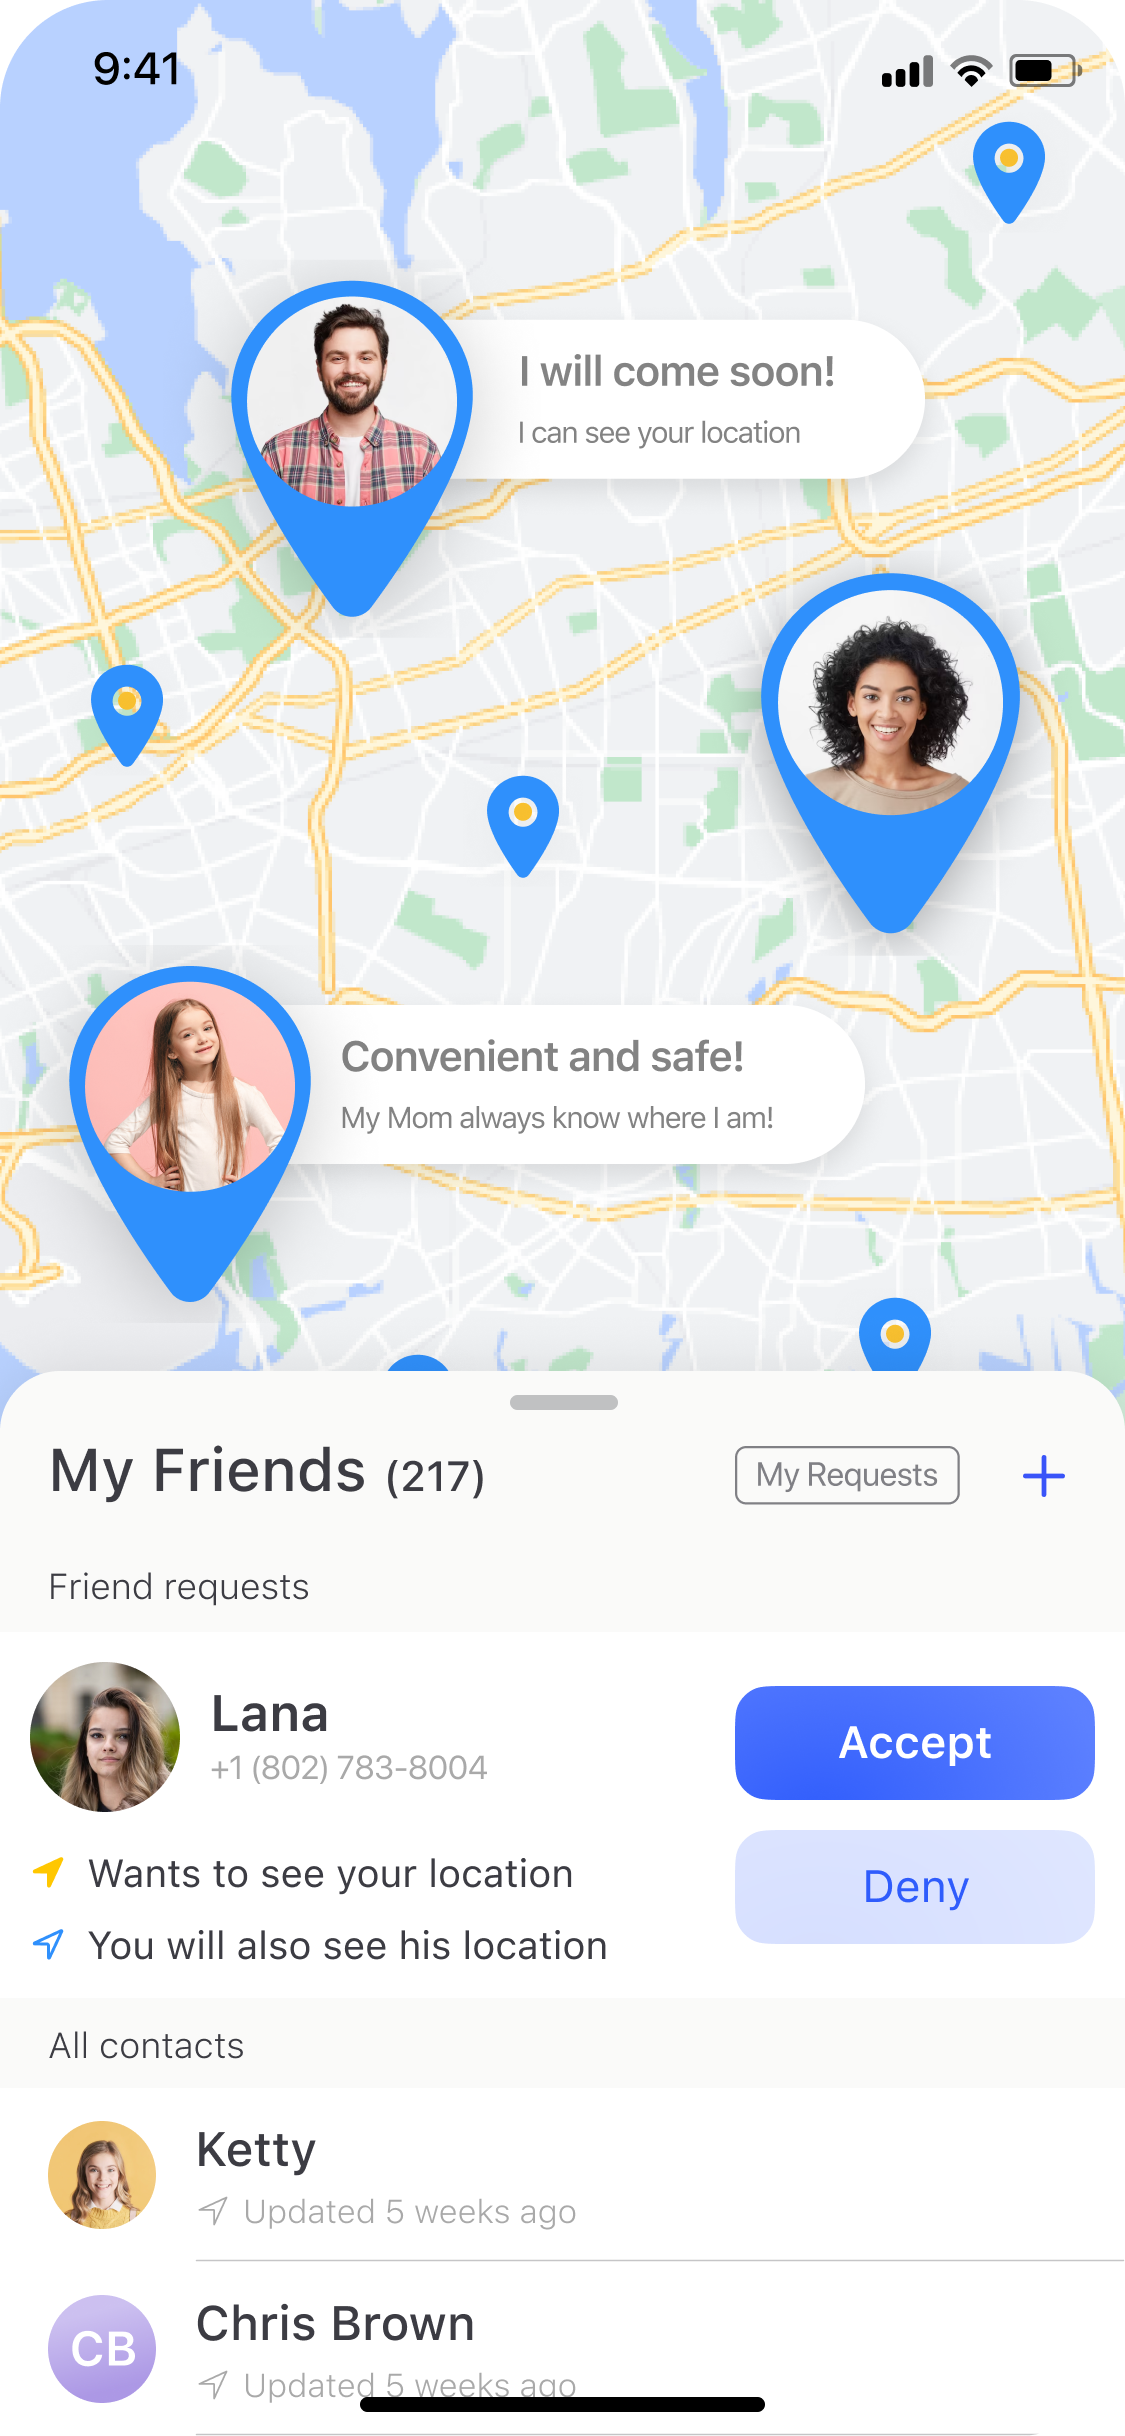 9:41
I will come soon!
I can see your location
Convenient and safe!
My Mom always know where I am!
My Friends (217)
My Requests
Friend requests
Lana
+1 (802) 783-8004
Accept
Wants to see your location
Deny
You will also see his location
All contacts
Ketty
Updated 5 weeks ago
CB
Chris Brown
Updated 5 weeks ago